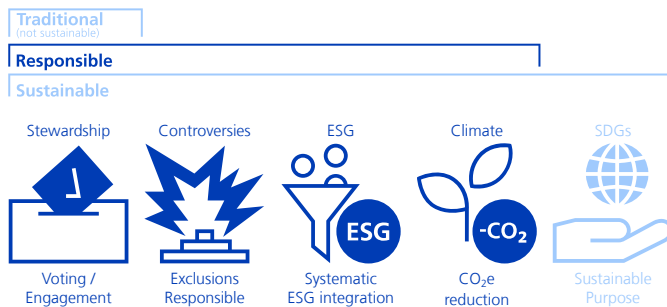 Traditional
(not sustainable)
Responsible
Sustainable
Stewardship
Controversies
ESG
Climate
SDGs
ESG
-CO₂
Voting /
Engagement
Exclusions
Responsible
Systematic
ESG integration
CO₂e
reduction
Sustainable
Purpose